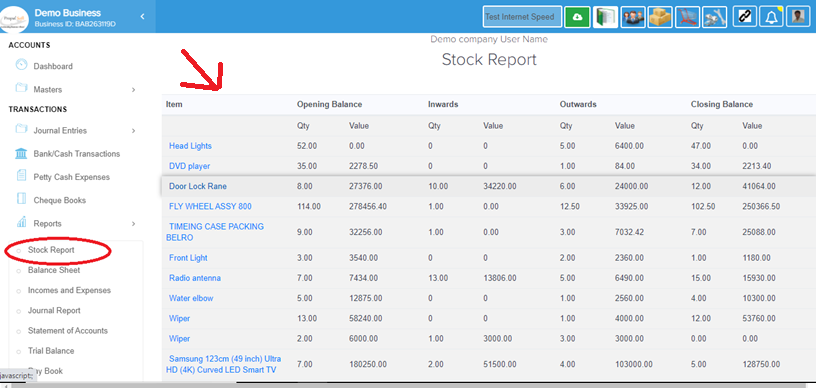 Demo Business
Business ID: BAB263119D
Test Internet Speed
ACCOUNTS
Dashboard
Masters
TRANSACTIONS
Journal Entries
Bank/Cash Transactions
Petty Cash Expenses
Cheque Books
Reports
Stock Report
Balance Sheet
Incomes and Expenses
Journal Report
Statement of Accounts
Trial Balance
y Book
javascript:;
Demo company User Name
Stock Report
Item Opening Balance Inwards Outwards Closing Balance
Qty Value Qty Value Qty Value Qty Value
Head Lights 52.00 0.00 0 0 5.00 6400.00 47.00 0.00
DVD player 35.00 2278.50 0 0 1.00 84.00 34.00 2213.40
Door Lock Rane 8.00 27376.00 10.00 34220.00 6.00 24000.00 12.00 41064.00
FLY WHEEL ASSY 800 114.00 278456.40 1.00 0.00 12.50 33925.00 102.50 250366.50
TIMEING CASE PACKING
BELRO 9.00 32256.00 1.00 0.00 3.00 7032.42 7.00 25088.00
Front Light 3.00 3540.00 0 0 2.00 2360.00 1.00 1180.00
Radio antenna 7.00 7434.00 13.00 13806.00 5.00 6490.00 15.00 15930.00
Water elbow 5.00 12875.00 0 0 1.00 2560.00 4.00 10300.00
Wiper 13.00 58240.00 0 0 1.00 4000.00 12.00 53760.00
Wiper 2.00 6000.00 1.00 3000.00 3.00 3000.00 0.00 0.00
Samsung 123cm (49 inch) Ultra
HD (4K) Curved LED Smart TV 7.00 180250.00 2.00 51500.00 4.00 103000.00 5.00 128750.00